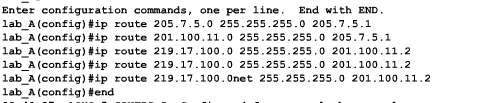 Enter configuration commands, one per line.  End with END.
lab_A(config)#ip route 205.7.5.0 255.255.255.0 205.7.5.1
lab_A(config)#ip route 201.100.11.0 255.255.255.0 205.7.5.1
lab_A(config)#ip route 219.17.100.0 255.255.255.0 201.100.11.2
lab_A(config)#ip route 219.17.100.0 255.255.255.0 201.100.11.2
lab_A(config)#ip route 219.17.100.0net 255.255.255.0 201.100.11.2
lab_A(config)#end